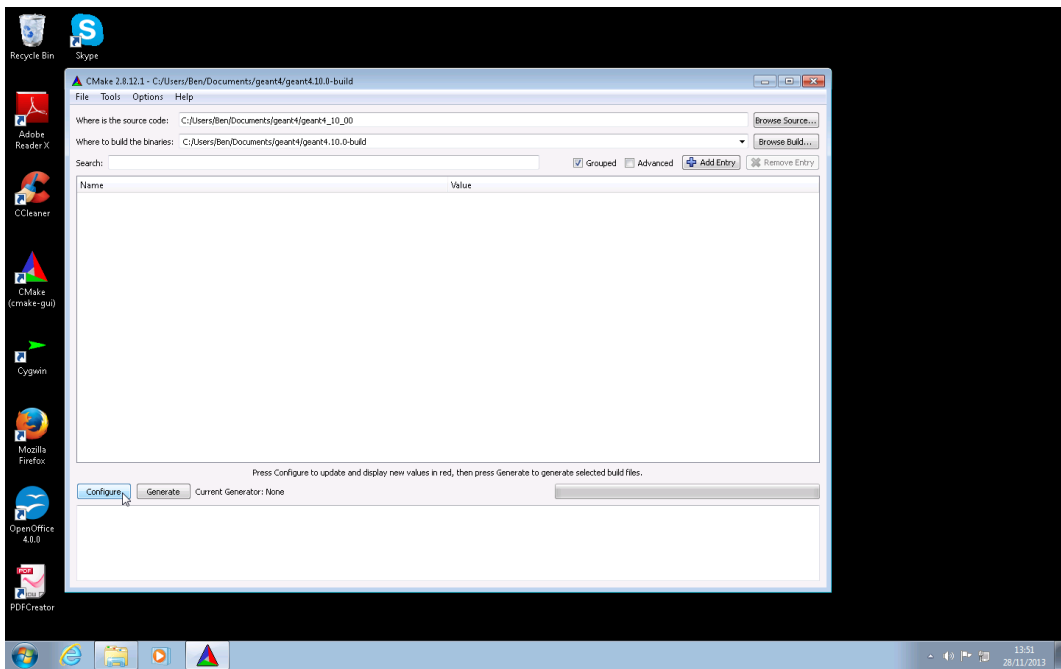 Recycle Bin
Skype
Adobe
Reader X
CCleaner
CMake
(cmake-gui)
Cygwin
Mozilla
Firefox
OpenOffice
4.0.0
PDF
PDFCreator
CMake 2.8.12.1 - C:/Users/Ben/Documents/geant4/geant4.10.0-build
File Tools Options Help
Where is the source code: C:/Users/Ben/Documents/geant4/geant4_10_00 Browse Source...
Where to build the binaries: C:/Users/Ben/Documents/geant4/geant4.10.0-build Browse Build...
Search: Grouped Advanced Add Entry Remove Entry
Name Value
Press Configure to update and display new values in red, then press Generate to generate selected build files.
Configure Generate Current Generator: None
13:51
28/11/2013